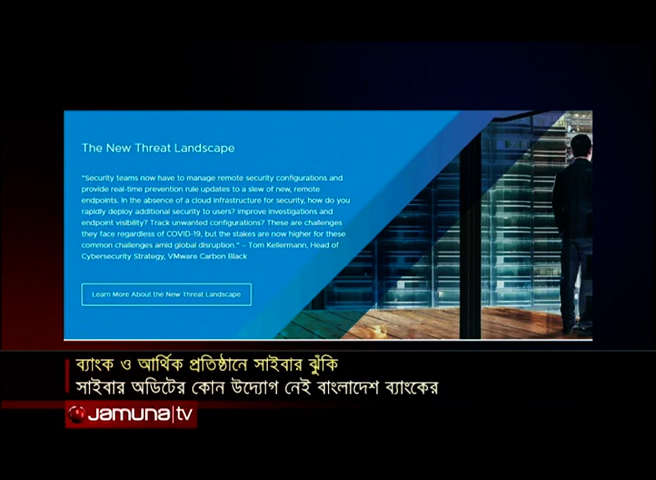 The New Threat Landscape
"Security teams now have to manage remote security configurations and
provide real-time prevention rule updates to a slew of new, remote
endpoints. In the absence of a cloud infrastructure for security, how do you
rapidly deploy additional security to users? Improve investigations and
endpoint visibility? Track unwanted configurations? These are challenges
they face regardless of COVID-19, but the stakes are now higher for these
common challenges amid global disruption." – Tom Kellermann, Head of
Cybersecurity Strategy, VMware Carbon Black
Learn More About the New Threat Landscape
ব্যাংক ও আর্থিক প্রতিষ্ঠানে সাইবার ঝুঁকি
সাইবার অডিটের কোন উদ্যোগ নেই বাংলাদেশ ব্যাংকের
Jamuna|tv